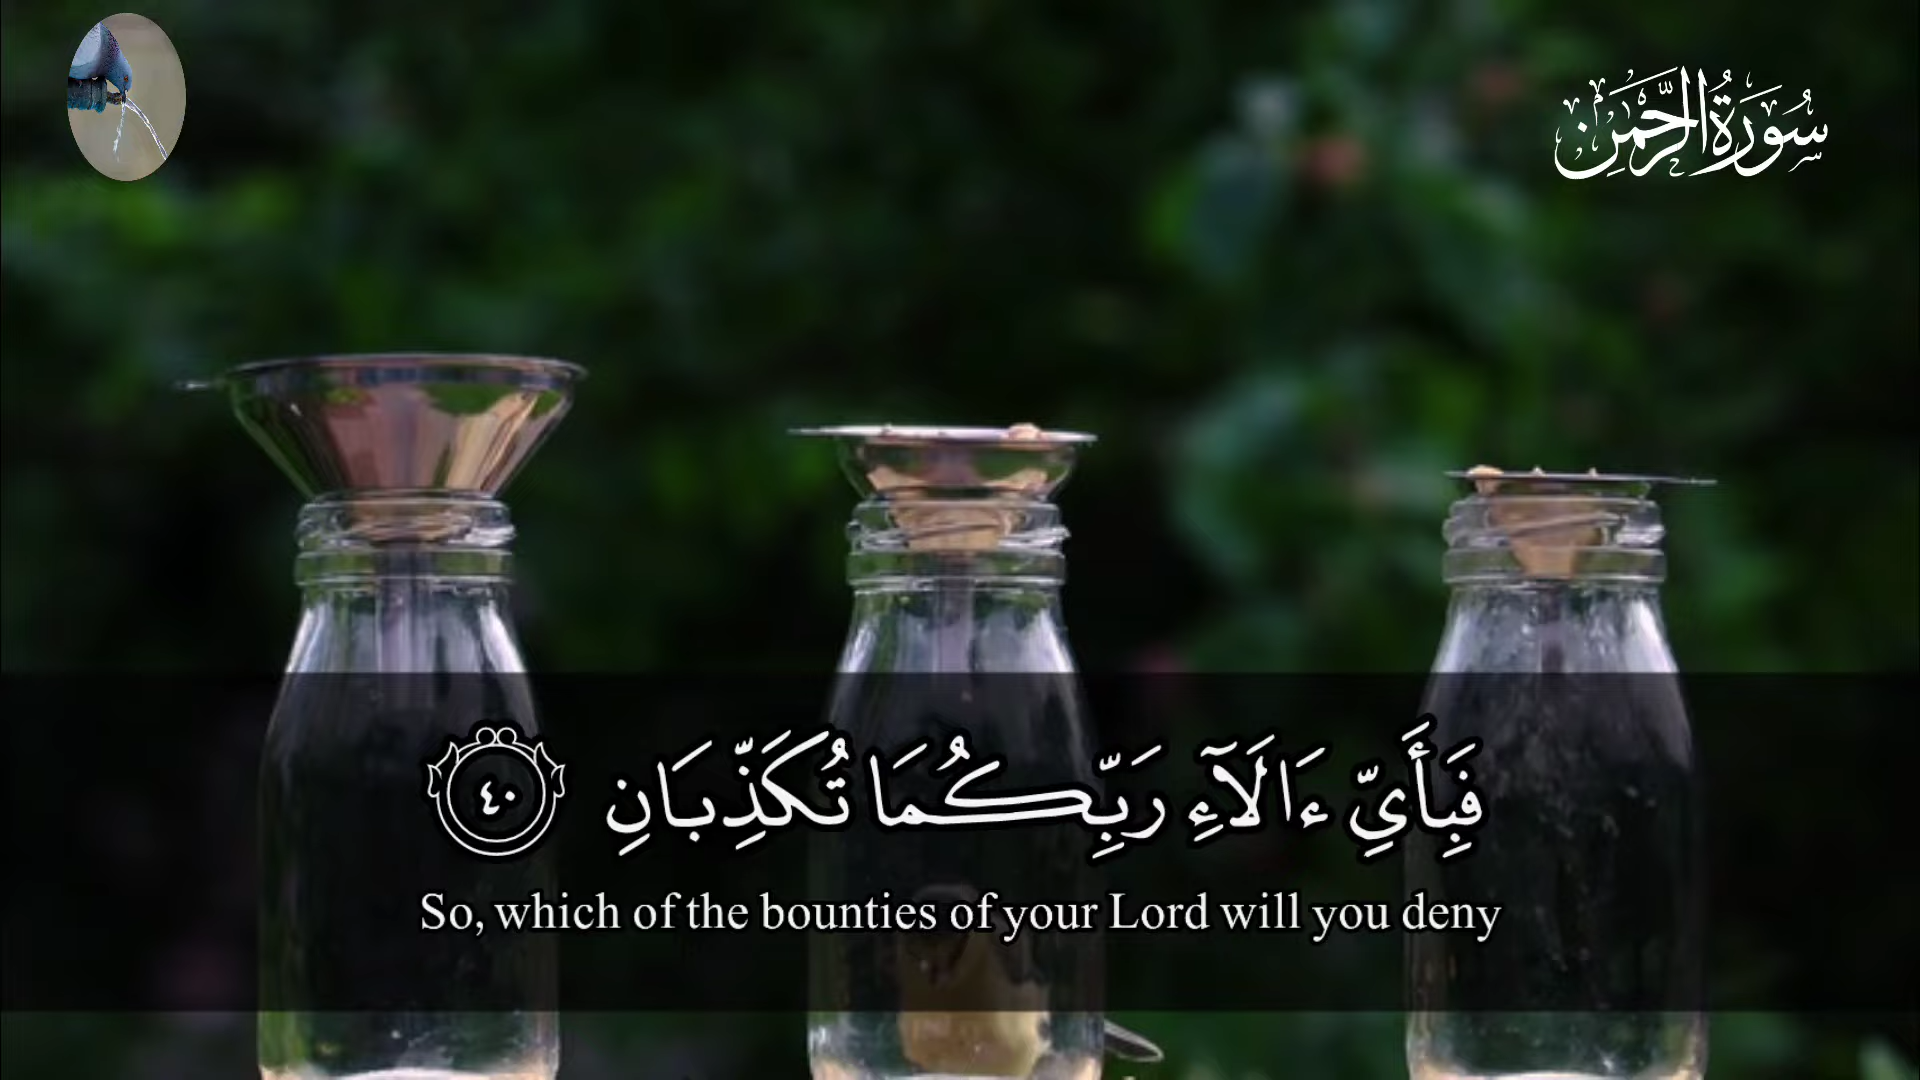 سُورَةُ الرَّحْمَٰنِ
فَبِأَيِّ ءَالَآءِ رَبِّكُمَا تُكَذِّبَانِ ٤٠
So, which of the bounties of your Lord will you deny